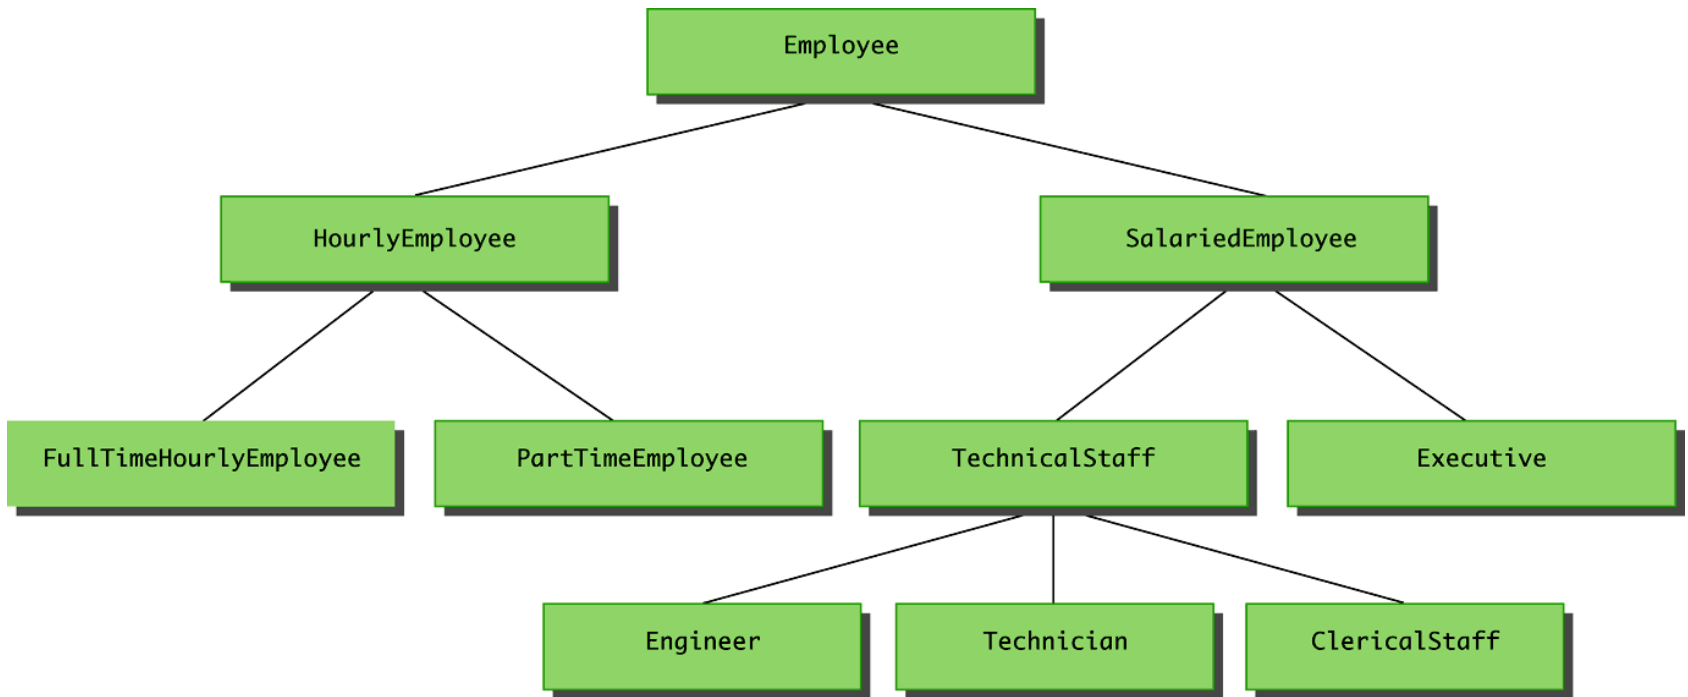 Employee
HourlyEmployee
SalariedEmployee
FullTimeHourlyEmployee
PartTimeEmployee
TechnicalStaff
Executive
Engineer
Technician
ClericalStaff